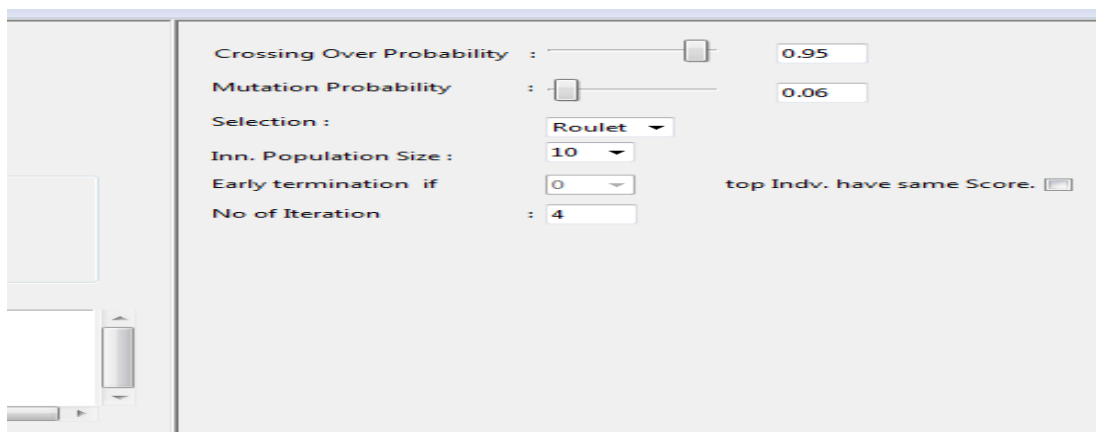 Crossing Over Probability : 0.95
Mutation Probability : 0.06
Selection : Roulet
Inn. Population Size : 10
Early termination if 0 top Indv. have same Score.
No of Iteration : 4